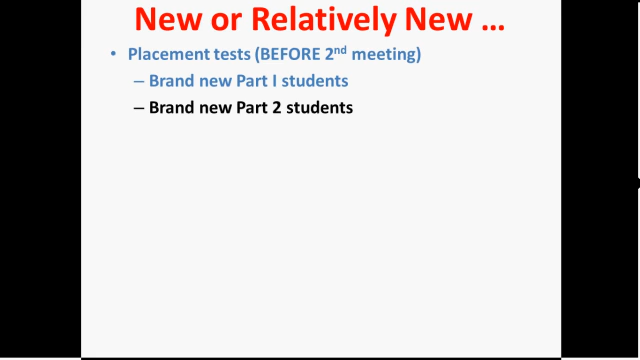 New or Relatively New …
• Placement tests (BEFORE 2nd meeting)
– Brand new Part I students
– Brand new Part 2 students